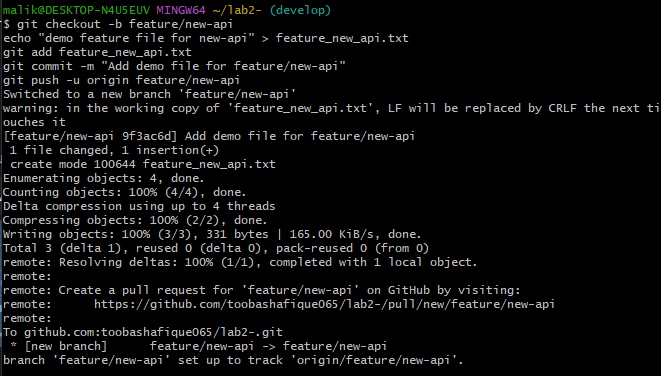 malik@DESKTOP-N4U5EUV MINGW64 ~/lab2- (develop)
$ git checkout -b feature/new-api
echo "demo feature file for new-api" > feature_new_api.txt
git add feature_new_api.txt
git commit -m "Add demo file for feature/new-api"
git push -u origin feature/new-api
Switched to a new branch 'feature/new-api'
warning: in the working copy of 'feature_new_api.txt', LF will be replaced by CRLF the next ti
ouches it
[feature/new-api 9f3ac6d] Add demo file for feature/new-api
 1 file changed, 1 insertion(+)
 create mode 100644 feature_new_api.txt
Enumerating objects: 4, done.
Counting objects: 100% (4/4), done.
Delta compression using up to 4 threads
Compressing objects: 100% (2/2), done.
Writing objects: 100% (3/3), 331 bytes | 165.00 KiB/s, done.
Total 3 (delta 1), reused 0 (delta 0), pack-reused 0 (from 0)
remote: Resolving deltas: 100% (1/1), completed with 1 local object.
remote:
remote: Create a pull request for 'feature/new-api' on GitHub by visiting:
remote:      https://github.com/toobashafique065/lab2-/pull/new/feature/new-api
remote:
To github.com:toobashafique065/lab2-.git
 * [new branch]      feature/new-api -> feature/new-api
branch 'feature/new-api' set up to track 'origin/feature/new-api'.